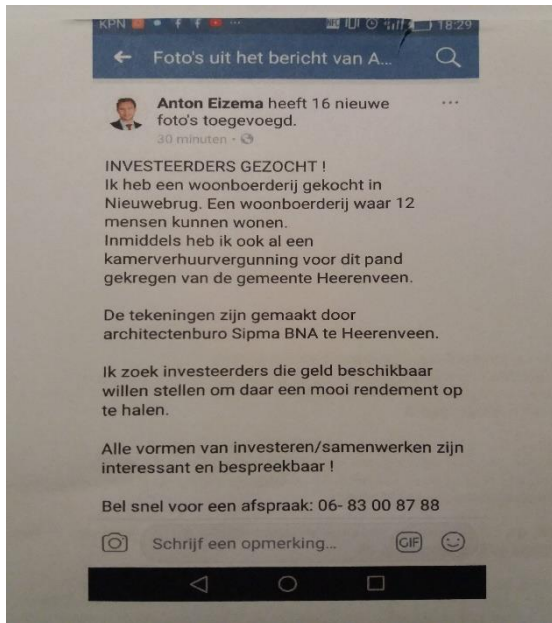 KPN 18:29
Foto's uit het bericht van A...
Anton Eizema heeft 16 nieuwe
foto's toegevoegd.
30 minuten
INVESTEERDERS GEZOCHT !
Ik heb een woonboerderij gekocht in
Nieuwebrug. Een woonboerderij waar 12
mensen kunnen wonen.
Inmiddels heb ik ook al een
kamerverhuurvergunning voor dit pand
gekregen van de gemeente Heerenveen.
De tekeningen zijn gemaakt door
architectenburo Sipma BNA te Heerenveen.
Ik zoek investeerders die geld beschikbaar
willen stellen om daar een mooi rendement op
te halen.
Alle vormen van investeren/samenwerken zijn
interessant en bespreekbaar !
Bel snel voor een afspraak: 06- 83 00 87 88
Schrijf een opmerking... GIF